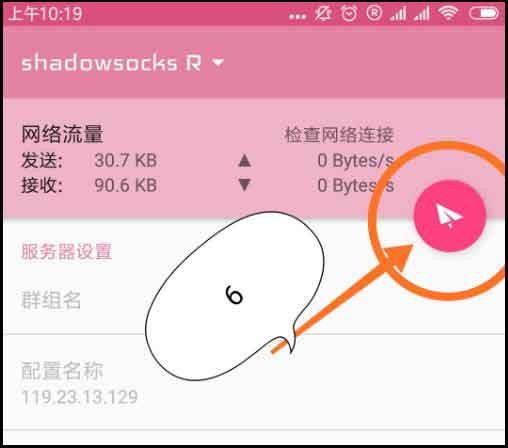 上午10:19
shadowsocks R
网络流量 检查网络连接
发送: 30.7 KB ▲ 0 Bytes/s
接收: 90.6 KB ▼ 0 Bytes/s
服务器设置
群组名
6
配置名称
119.23.13.129